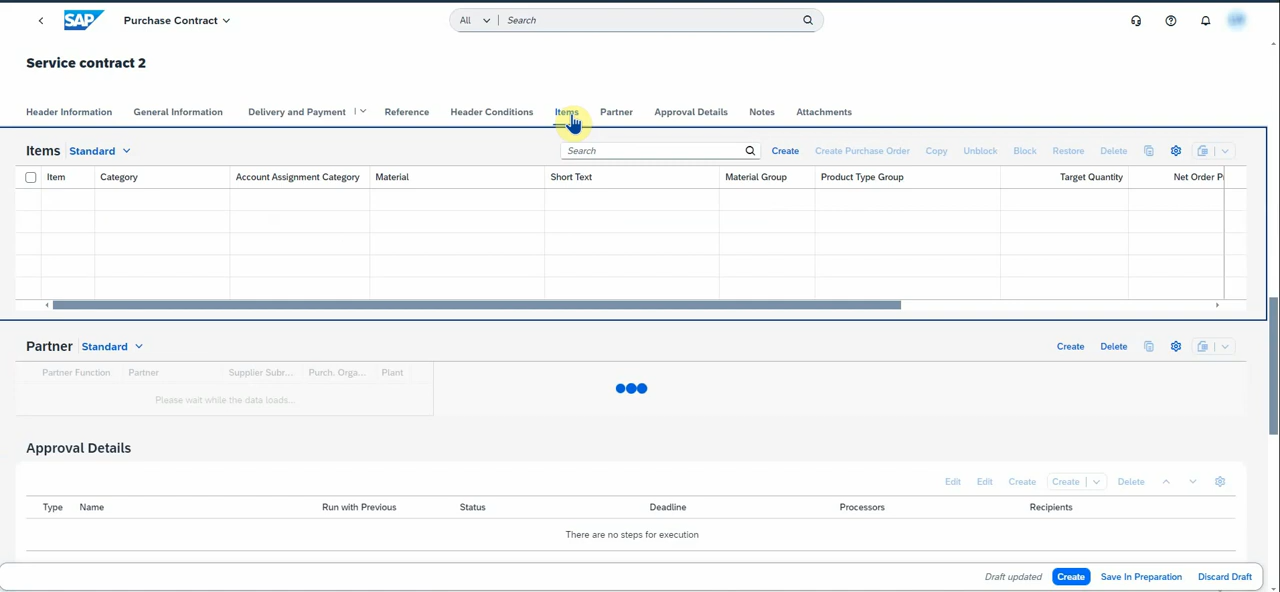 SAP Purchase Contract All Search
Service contract 2
Header Information General Information Delivery and Payment Reference Header Conditions Items Partner Approval Details Notes Attachments
Items Standard Search Create Create Purchase Order Copy Unblock Block Restore Delete
Item Category Account Assignment Category Material Short Text Material Group Product Type Group Target Quantity Net Order P
Partner Standard Create Delete
Partner Function Partner Supplier Subr... Purch. Orga... Plant
Please wait while the data loads...
Approval Details
Edit Edit Create Create Delete
Type Name Run with Previous Status Deadline Processors Recipients
There are no steps for execution
Draft updated Create Save In Preparation Discard Draft